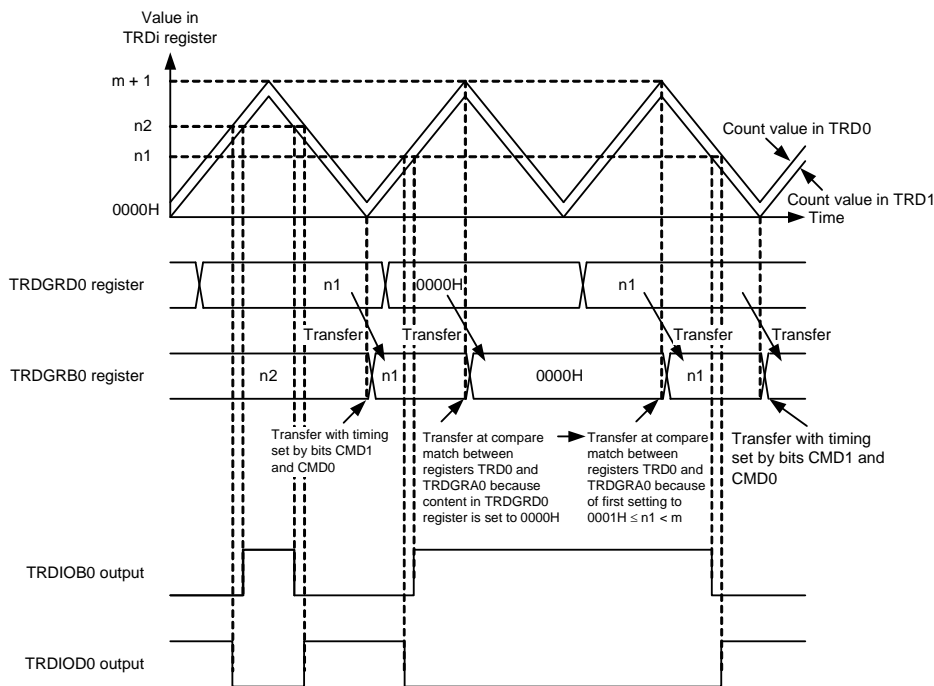 Value in
TRDi register
m + 1
n2
n1
0000H
Count value in TRD0
Count value in TRD1
Time
TRDGRD0 register
n1
0000H
n1
Transfer
Transfer
Transfer
Transfer
TRDGRB0 register
n2
n1
0000H
n1
Transfer with timing
set by bits CMD1
and CMD0
Transfer at compare
match between
registers TRD0 and
TRDGRA0 because
content in TRDGRD0
register is set to 0000H
Transfer at compare
match between
registers TRD0 and
TRDGRA0 because
of first setting to
0001H ≤ n1 < m
Transfer with timing
set by bits CMD1 and
CMD0
TRDIOB0 output
TRDIOD0 output